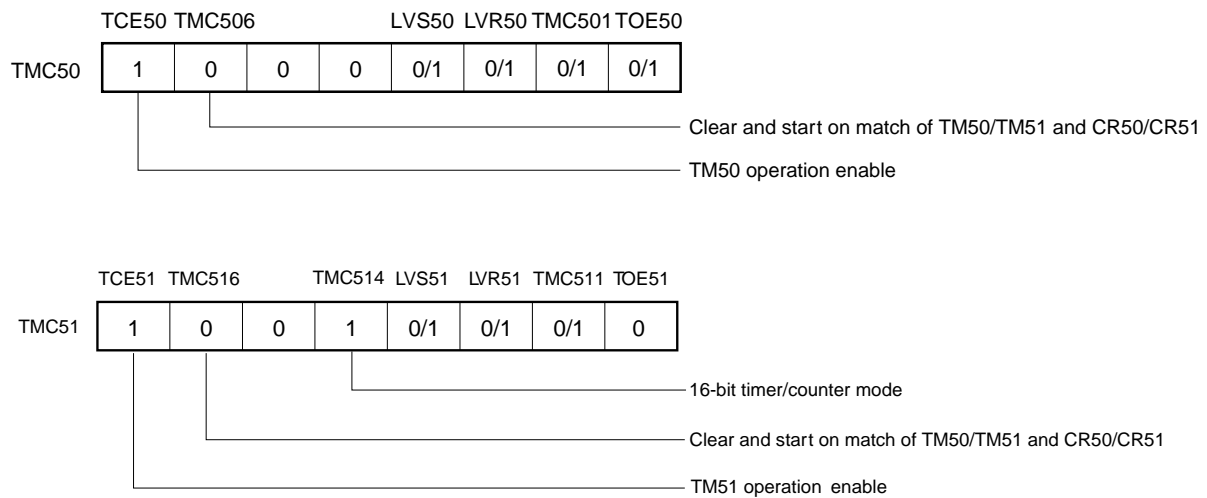 TCE50 TMC506 LVS50 LVR50 TMC501 TOE50
TMC50 1 0 0 0 0/1 0/1 0/1 0/1
Clear and start on match of TM50/TM51 and CR50/CR51
TM50 operation enable
TCE51 TMC516 TMC514 LVS51 LVR51 TMC511 TOE51
TMC51 1 0 0 1 0/1 0/1 0/1 0
16-bit timer/counter mode
Clear and start on match of TM50/TM51 and CR50/CR51
TM51 operation enable